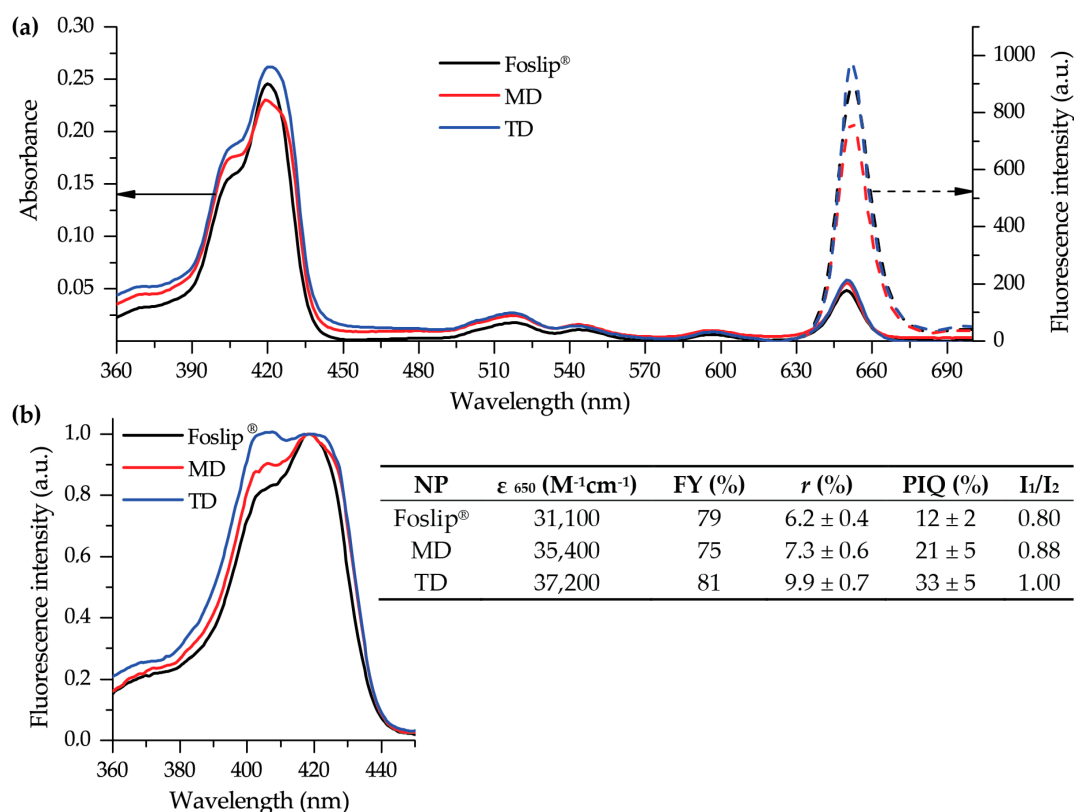 (a)
0.30
0.25
0.20
0.15
0.10
0.05
Absorbance
Foslip®
MD
TD
1000
800
600
400
200
0
Fluorescence intensity (a.u.)
360 390 420 450 480 510 540 570 600 630 660 690
Wavelength (nm)
(b)
1.0
0.8
0.6
0.4
0.2
0.0
Fluorescence intensity (a.u.)
Foslip®
MD
TD
360 380 400 420 440
Wavelength (nm)
NP ε 650 (M-1cm-1) FY (%) r (%) PIQ (%) I1/I2
Foslip® 31,100 79 6.2 ± 0.4 12 ± 2 0.80
MD 35,400 75 7.3 ± 0.6 21 ± 5 0.88
TD 37,200 81 9.9 ± 0.7 33 ± 5 1.00